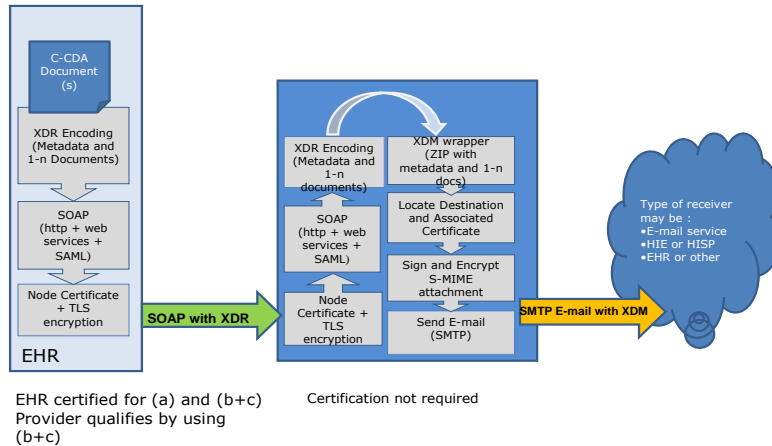 C-CDA
Document
(s)
XDR Encoding
(Metadata and
1-n Documents)
SOAP
(http + web
services +
SAML)
Node Certificate
+ TLS
encryption
EHR
SOAP with XDR
XDR Encoding
(Metadata and
1-n
documents)
SOAP
(http + web
services +
SAML)
Node
Certificate +
TLS
encryption
XDM wrapper
(ZIP with
metadata and 1-n
docs)
Locate Destination
and Associated
Certificate
Sign and Encrypt
S-MIME
attachment
Send E-mail
(SMTP)
SMTP E-mail with XDM
Type of receiver
may be :
•E-mail service
•HIE or HISP
•EHR or other
EHR certified for (a) and (b+c)
Provider qualifies by using
(b+c)
Certification not required